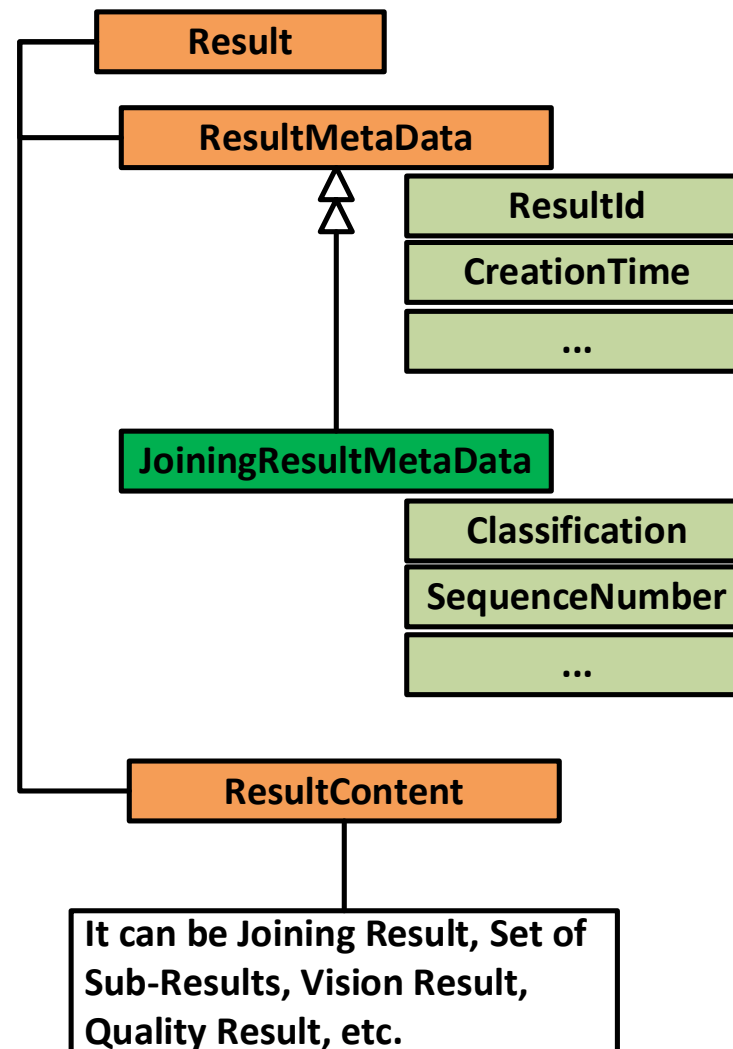 Result
ResultMetaData
ResultId
CreationTime
...
JoiningResultMetaData
Classification
SequenceNumber
...
ResultContent
It can be Joining Result, Set of
Sub-Results, Vision Result,
Quality Result, etc.